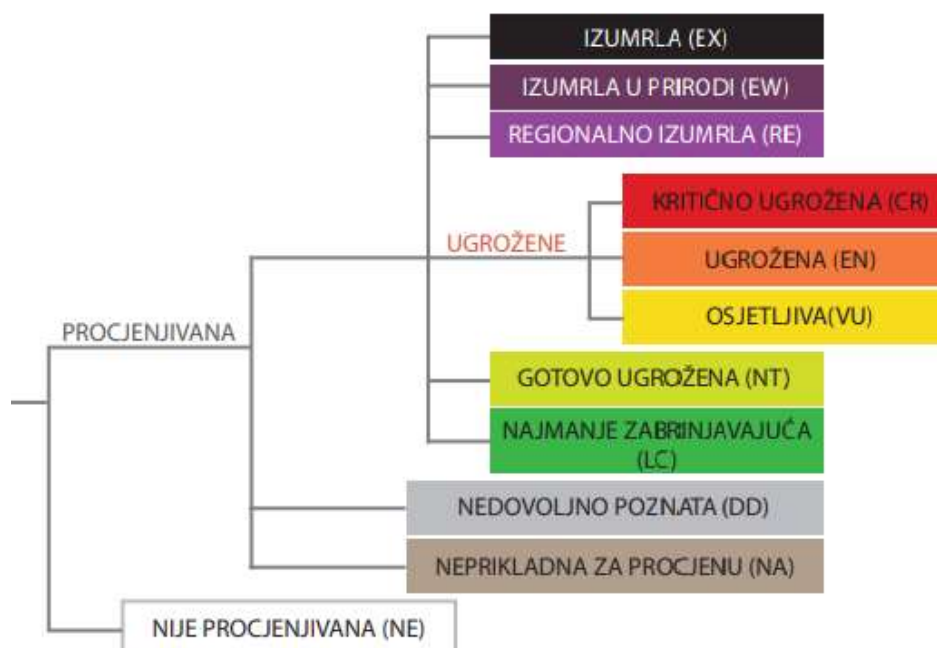 IZUMRLA (EX)
IZUMRLA U PRIRODI (EW)
REGIONALNO IZUMRLA (RE)
KRITIČNO UGROŽENA (CR)
UGROŽENE
UGROŽENA (EN)
OSJETLJIVA(VU)
PROCJENJIVANA
GOTOVO UGROŽENA (NT)
NAJMANJE ZABRINJAVAJUĆA
(LC)
NEDOVOLJNO POZNATA (DD)
NEPRIKLADNA ZA PROCJENU (NA)
NIJE PROCJENJIVANA (NE)